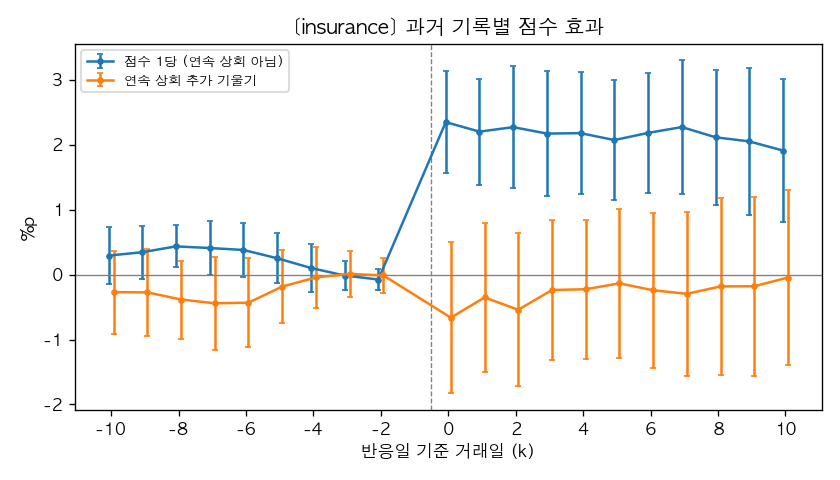 [insurance] 과거 기록별 점수 효과
점수 1당 (연속 상회 아님)
연속 상회 추가 기울기
%p
3
2
1
0
-1
-2
-10 -8 -6 -4 -2 0 2 4 6 8 10
반응일 기준 거래일 (k)